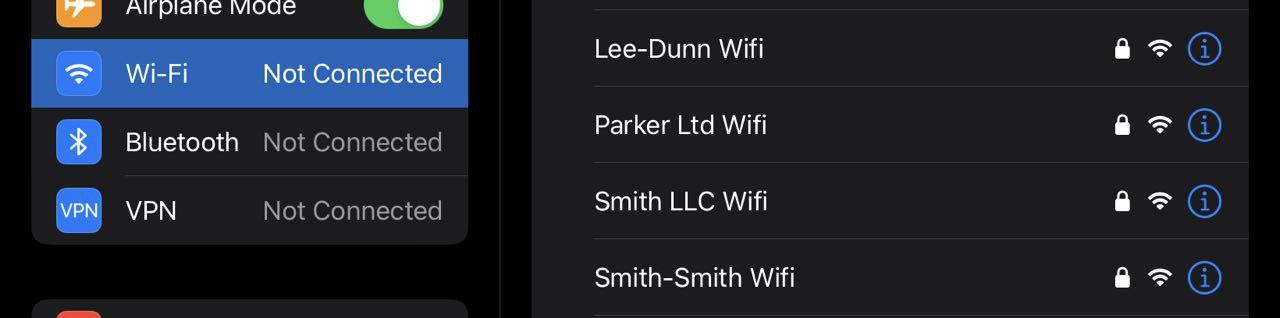 Airplane Mode
Wi-Fi Not Connected
Bluetooth Not Connected
VPN VPN Not Connected
Lee-Dunn Wifi
Parker Ltd Wifi
Smith LLC Wifi
Smith-Smith Wifi